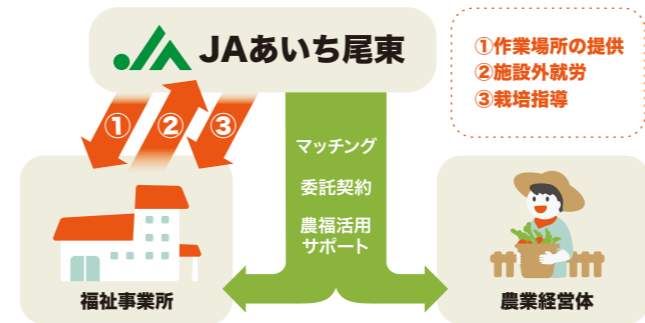 JAあいち尾東
①作業場所の提供
②施設外就労
③栽培指導
①
②
③
マッチング
委託契約
農福活用
サポート
福祉事業所
農業経営体